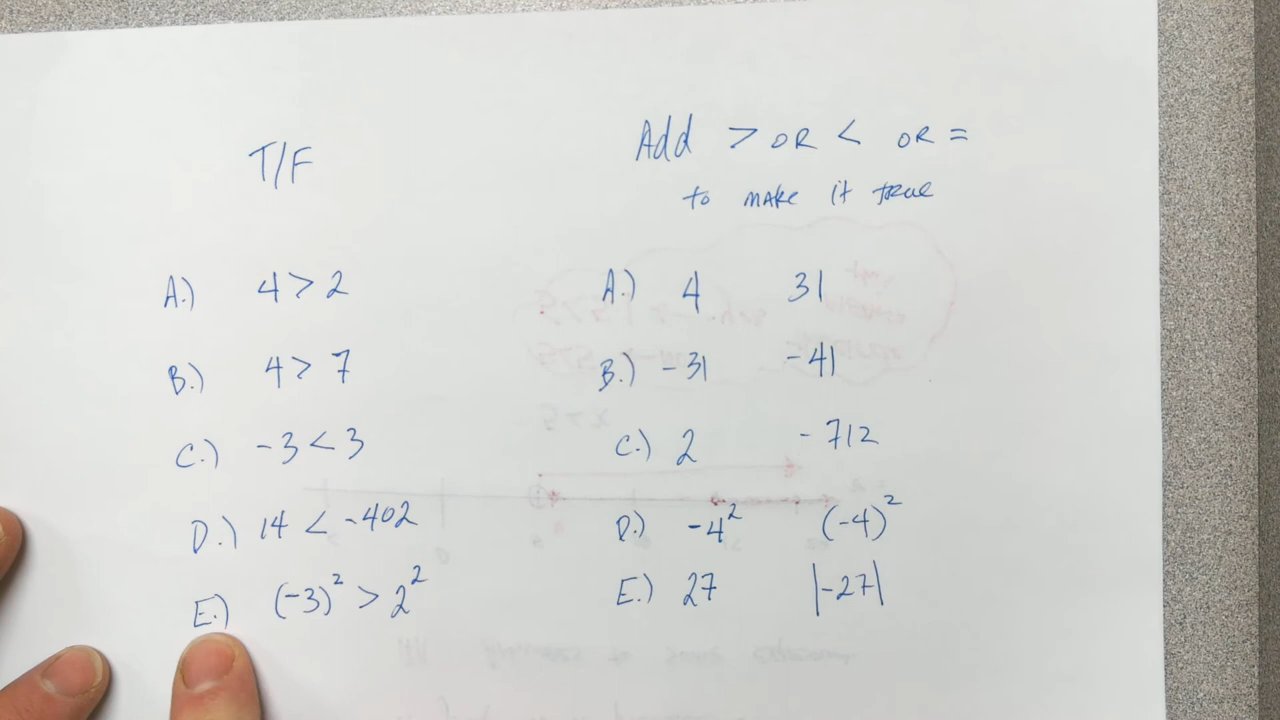 T/F
A.) 4 > 2
B.) 4 > 7
C.) -3 < 3
D.) 14 < -402
E.) (-3)² > 2²
Add > OR < OR =
to make it true
A.) 4 31
B.) -31 -41
C.) 2 -712
D.) -4² (-4)²
E.) 27 |-27|